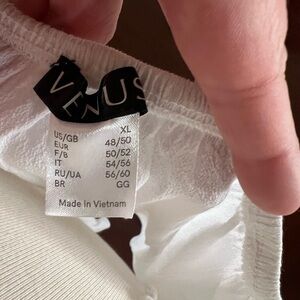 VENUS
XL
US/GB 48/50
EUR 50/52
F/B 54/56
IT 56/60
RU/UA GG
BR
Made in Vietnam